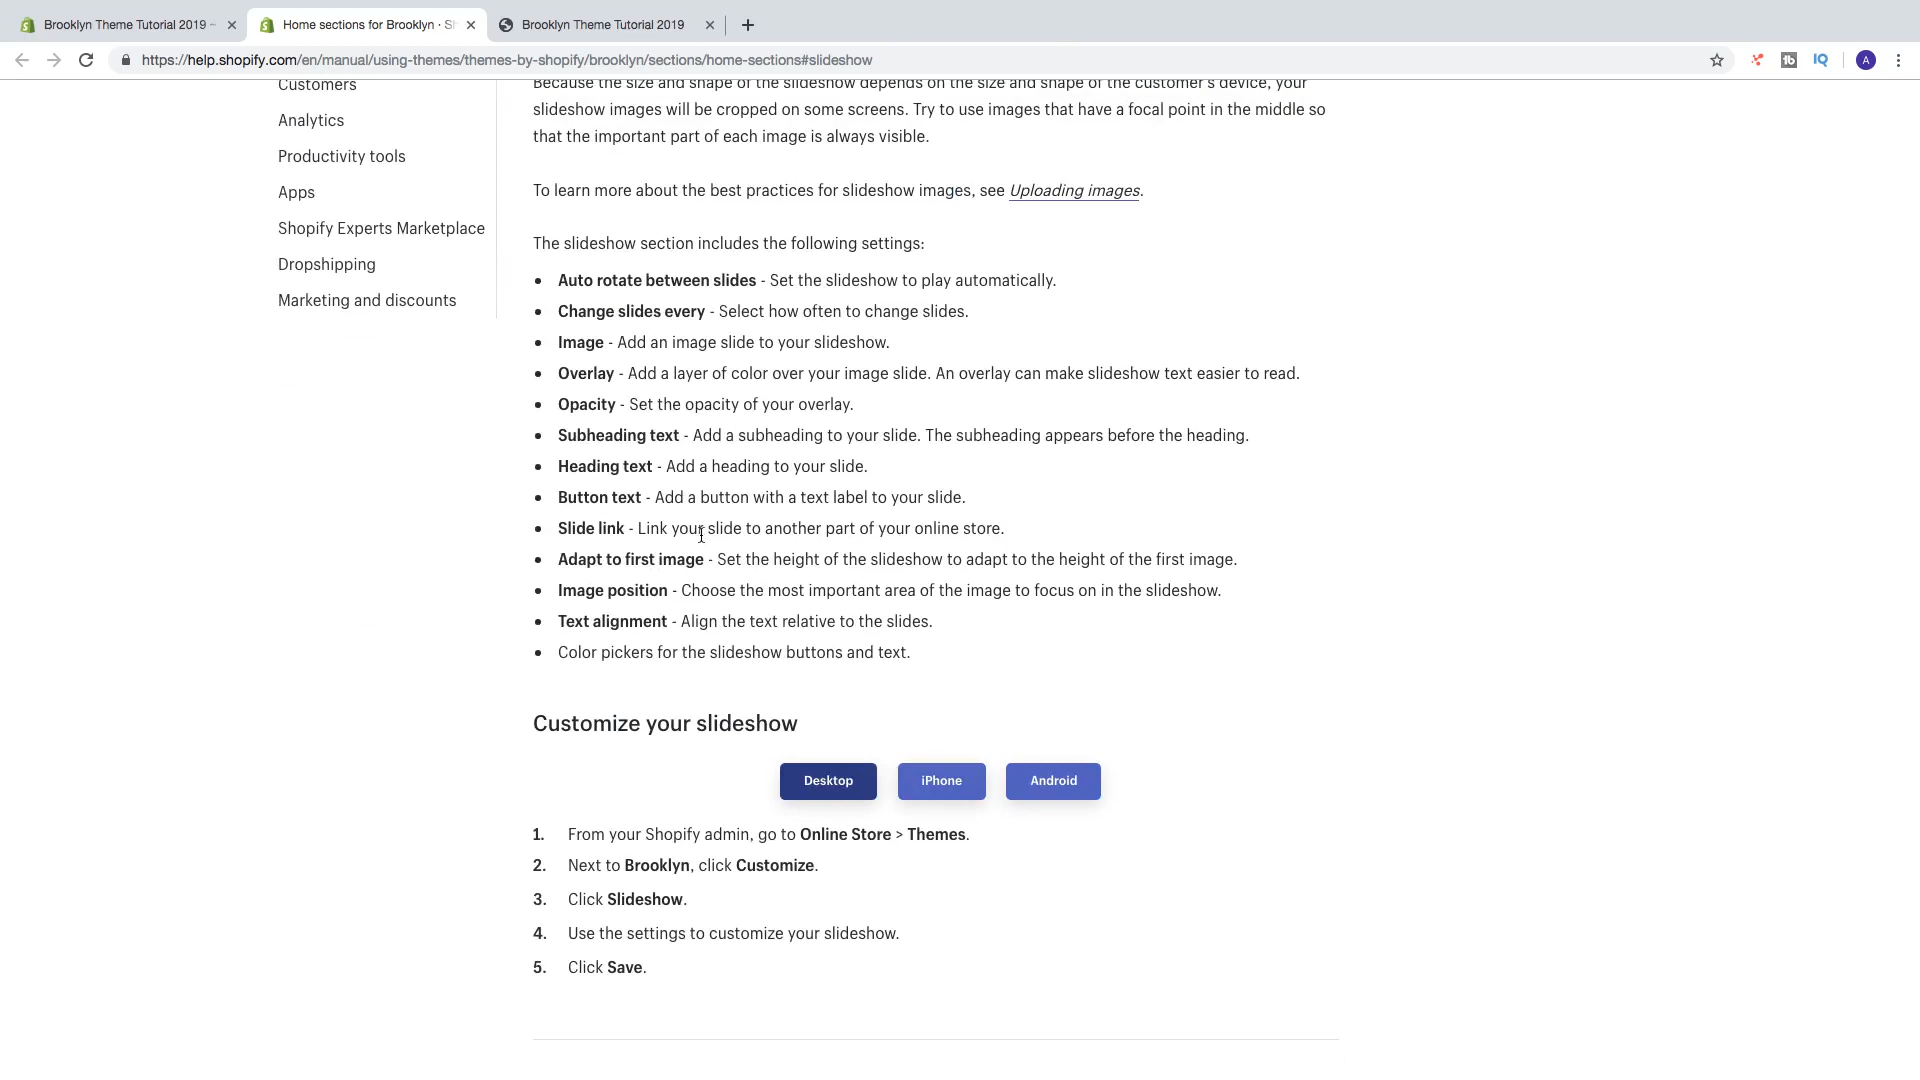 Brooklyn Theme Tutorial 2019 -
Home sections for Brooklyn · Sh
Brooklyn Theme Tutorial 2019
https://help.shopify.com/en/manual/using-themes/themes-by-shopify/brooklyn/sections/home-sections#slideshow
IQ
A
Customers
Analytics
Productivity tools
Apps
Shopify Experts Marketplace
Dropshipping
Marketing and discounts
Because the size and shape of the slideshow depends on the size and shape of the customer's device, your
slideshow images will be cropped on some screens. Try to use images that have a focal point in the middle so
that the important part of each image is always visible.
To learn more about the best practices for slideshow images, see Uploading images.
The slideshow section includes the following settings:
• Auto rotate between slides - Set the slideshow to play automatically.
• Change slides every - Select how often to change slides.
• Image - Add an image slide to your slideshow.
• Overlay - Add a layer of color over your image slide. An overlay can make slideshow text easier to read.
• Opacity - Set the opacity of your overlay.
• Subheading text - Add a subheading to your slide. The subheading appears before the heading.
• Heading text - Add a heading to your slide.
• Button text - Add a button with a text label to your slide.
• Slide link - Link your slide to another part of your online store.
• Adapt to first image - Set the height of the slideshow to adapt to the height of the first image.
• Image position - Choose the most important area of the image to focus on in the slideshow.
• Text alignment - Align the text relative to the slides.
• Color pickers for the slideshow buttons and text.
Customize your slideshow
Desktop
iPhone
Android
1. From your Shopify admin, go to Online Store > Themes.
2. Next to Brooklyn, click Customize.
3. Click Slideshow.
4. Use the settings to customize your slideshow.
5. Click Save.